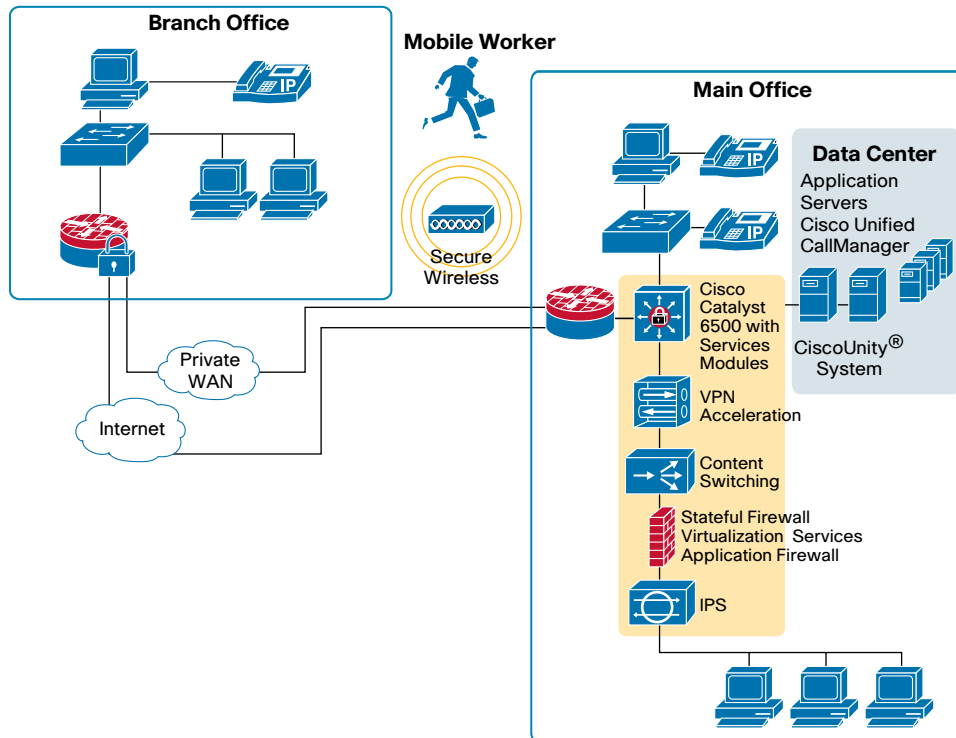 Branch Office
IP
Mobile Worker
Secure
Wireless
Private
WAN
Internet
Main Office
IP
IP
Data Center
Application
Servers
Cisco Unified
CallManager
CiscoUnity®
System
Cisco
Catalyst
6500 with
Services
Modules
VPN
Acceleration
Content
Switching
Stateful Firewall
Virtualization Services
Application Firewall
IPS